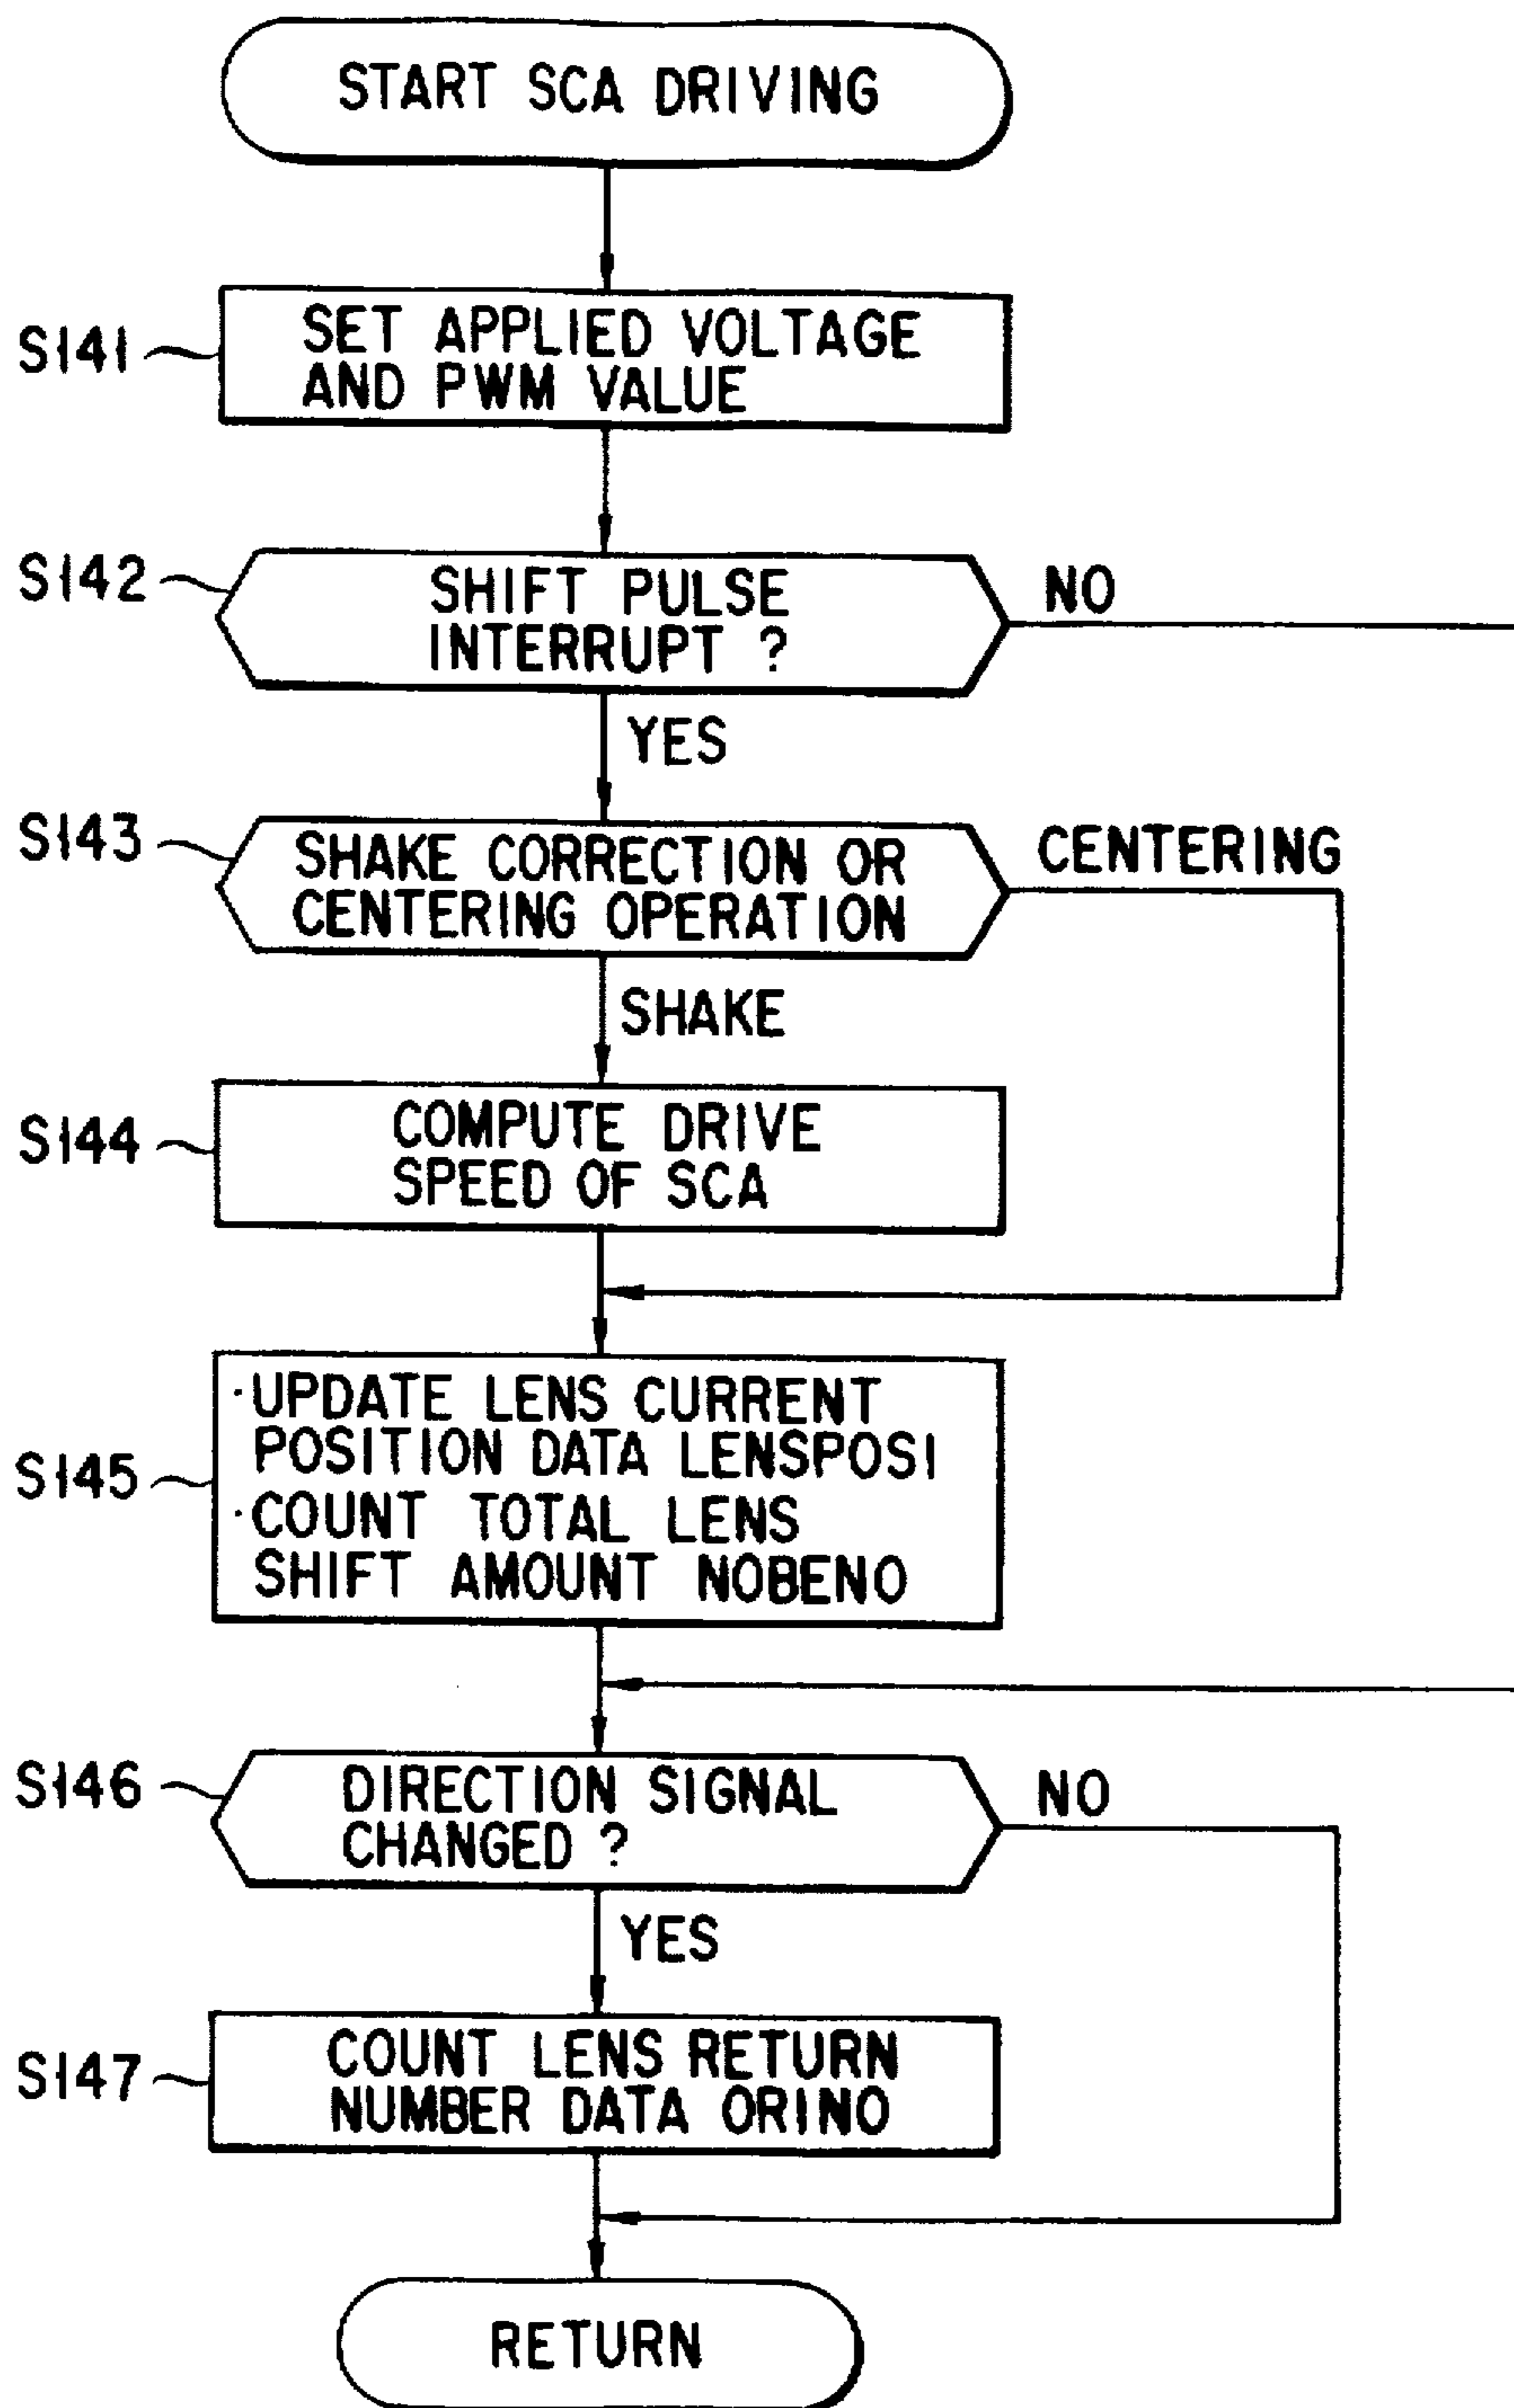 START SCA DRIVING
S141
SET APPLIED VOLTAGE
AND PWM VALUE
S142
SHIFT PULSE
INTERRUPT ?
NO
YES
S143
SHAKE CORRECTION OR
CENTERING OPERATION
CENTERING
SHAKE
S144
COMPUTE DRIVE
SPEED OF SCA
S145
·UPDATE LENS CURRENT
POSITION DATA LENSPOSI
·COUNT TOTAL LENS
SHIFT AMOUNT NOBENO
S146
DIRECTION SIGNAL
CHANGED ?
NO
YES
S147
COUNT LENS RETURN
NUMBER DATA ORINO
RETURN